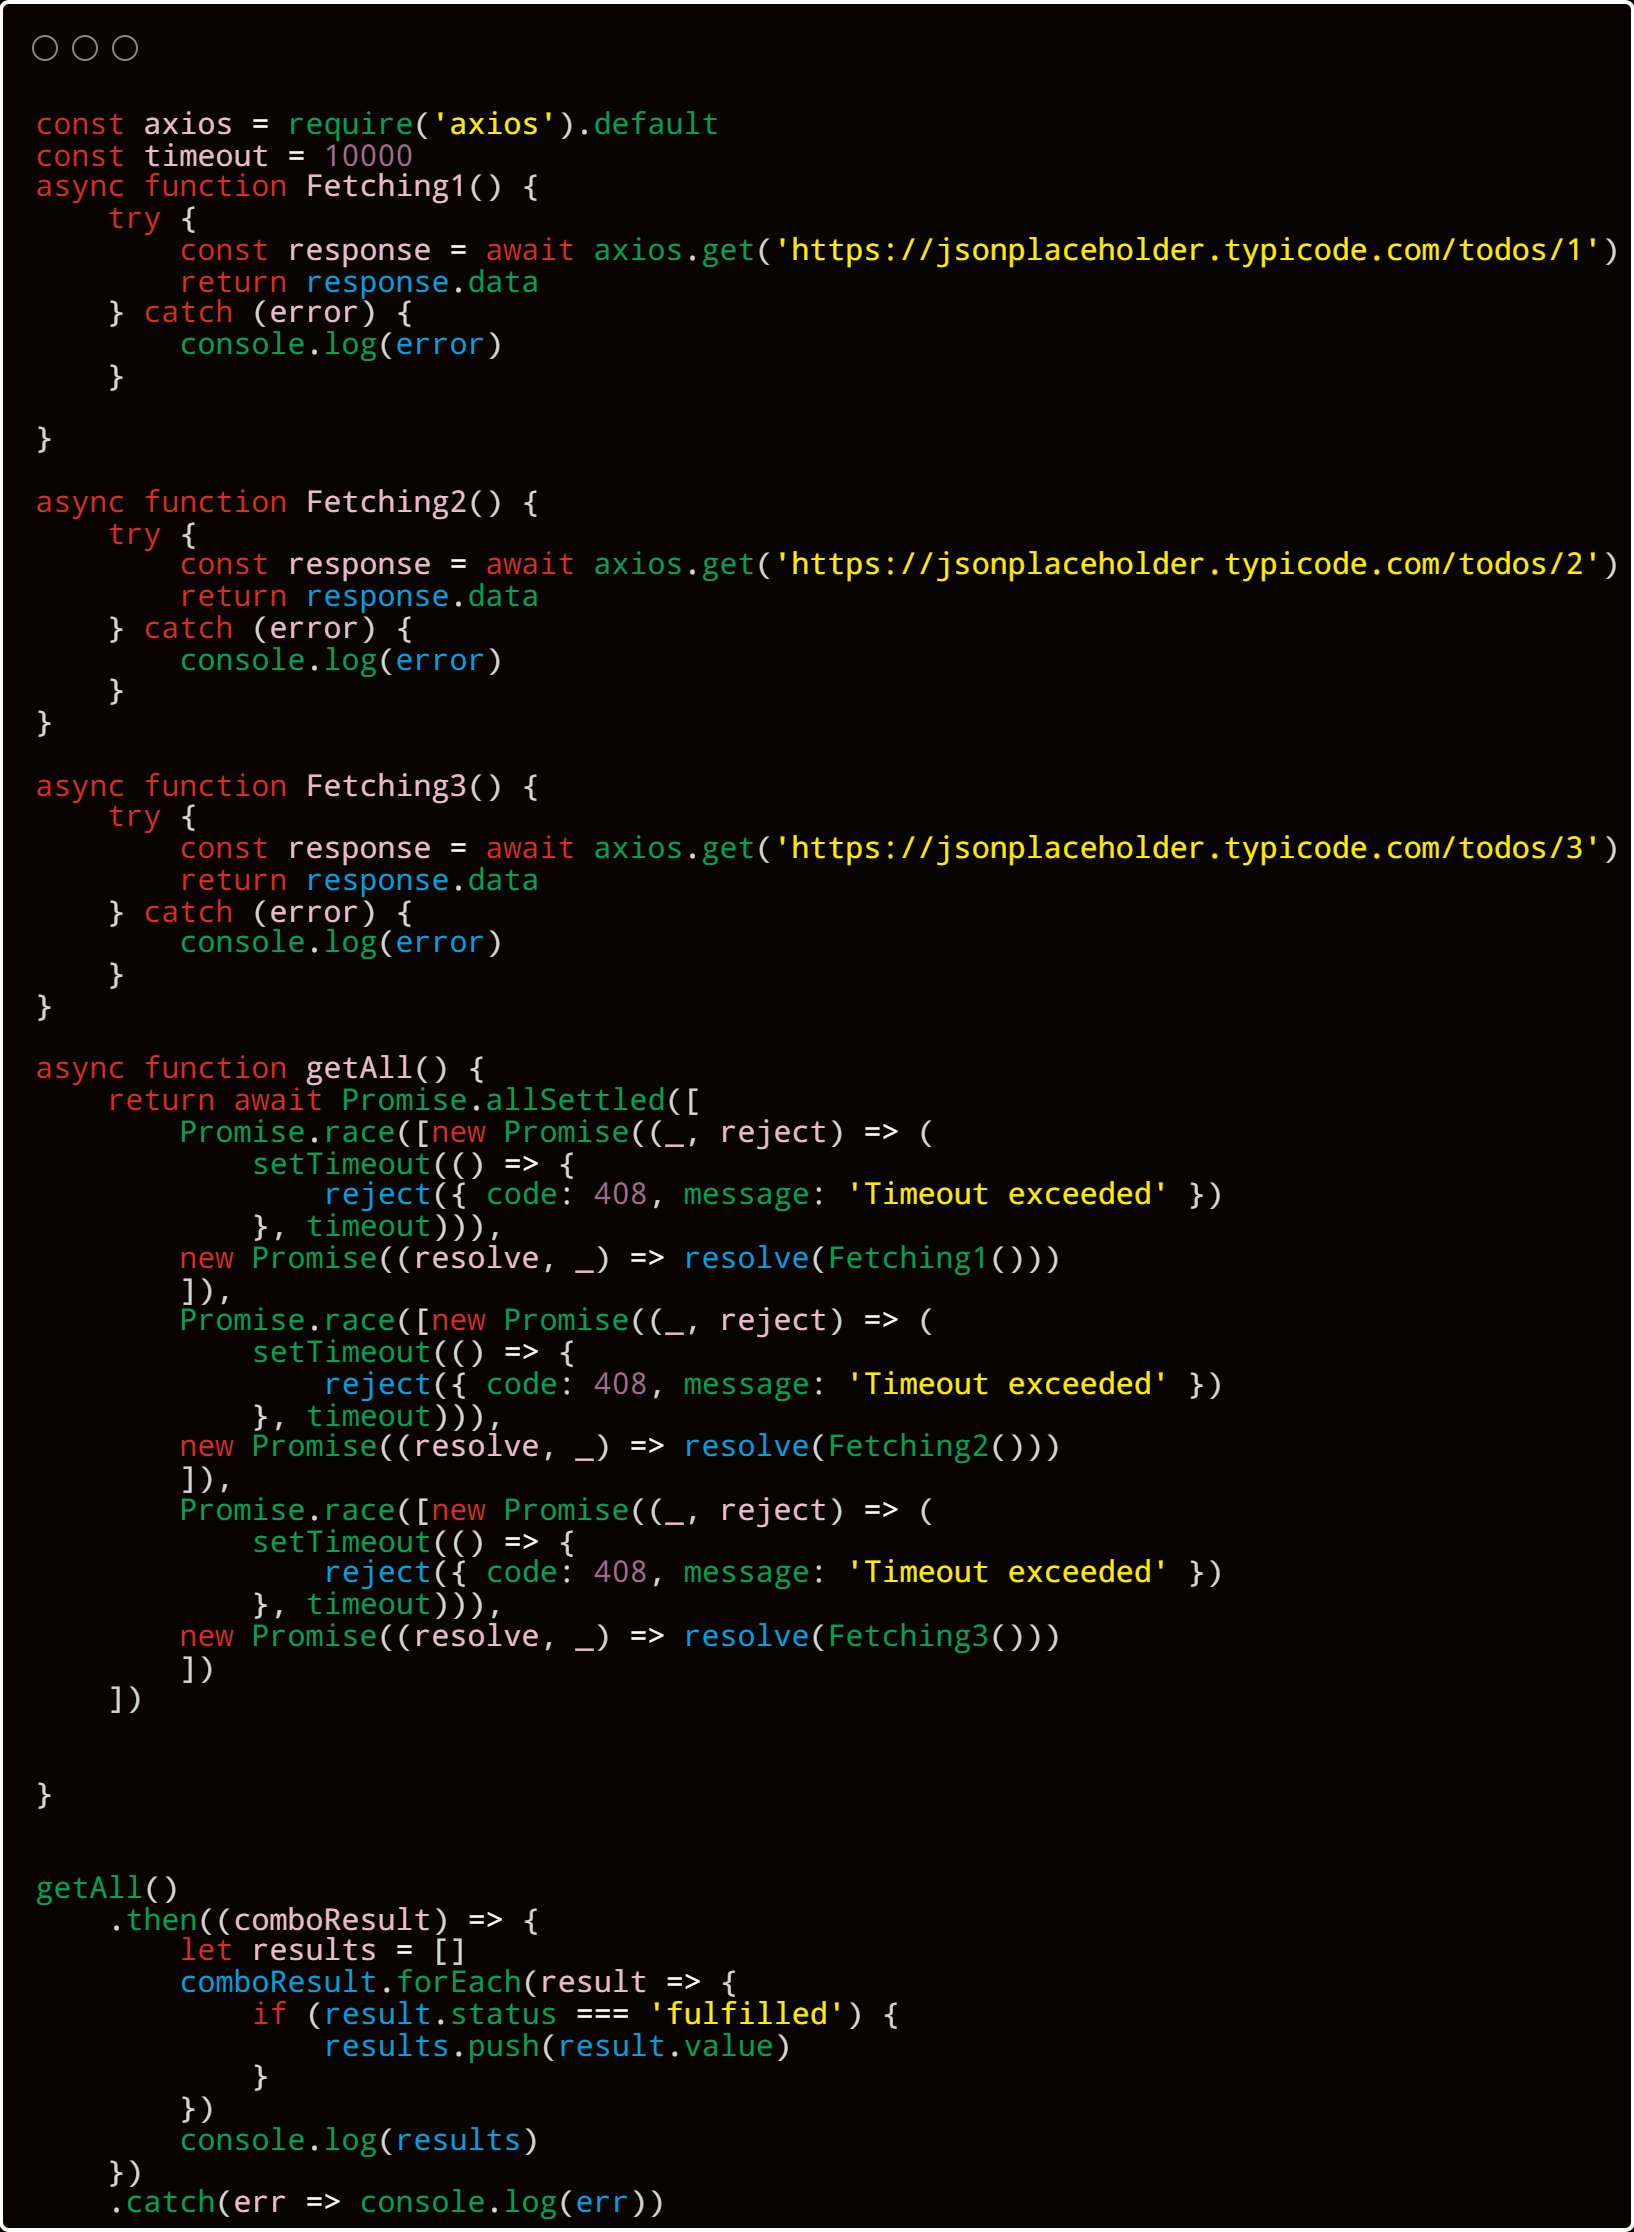 const axios = require('axios').default
const timeout = 10000
async function Fetching1() {
    try {
        const response = await axios.get('https://jsonplaceholder.typicode.com/todos/1')
        return response.data
    } catch (error) {
        console.log(error)
    }

}

async function Fetching2() {
    try {
        const response = await axios.get('https://jsonplaceholder.typicode.com/todos/2')
        return response.data
    } catch (error) {
        console.log(error)
    }
}

async function Fetching3() {
    try {
        const response = await axios.get('https://jsonplaceholder.typicode.com/todos/3')
        return response.data
    } catch (error) {
        console.log(error)
    }
}

async function getAll() {
    return await Promise.allSettled([
        Promise.race([new Promise((_, reject) => (
            setTimeout(() => {
                reject({ code: 408, message: 'Timeout exceeded' })
            }, timeout))),
        new Promise((resolve, _) => resolve(Fetching1()))
        ]),
        Promise.race([new Promise((_, reject) => (
            setTimeout(() => {
                reject({ code: 408, message: 'Timeout exceeded' })
            }, timeout))),
        new Promise((resolve, _) => resolve(Fetching2()))
        ]),
        Promise.race([new Promise((_, reject) => (
            setTimeout(() => {
                reject({ code: 408, message: 'Timeout exceeded' })
            }, timeout))),
        new Promise((resolve, _) => resolve(Fetching3()))
        ])
    ])


}


getAll()
    .then((comboResult) => {
        let results = []
        comboResult.forEach(result => {
            if (result.status === 'fulfilled') {
                results.push(result.value)
            }
        })
        console.log(results)
    })
    .catch(err => console.log(err))